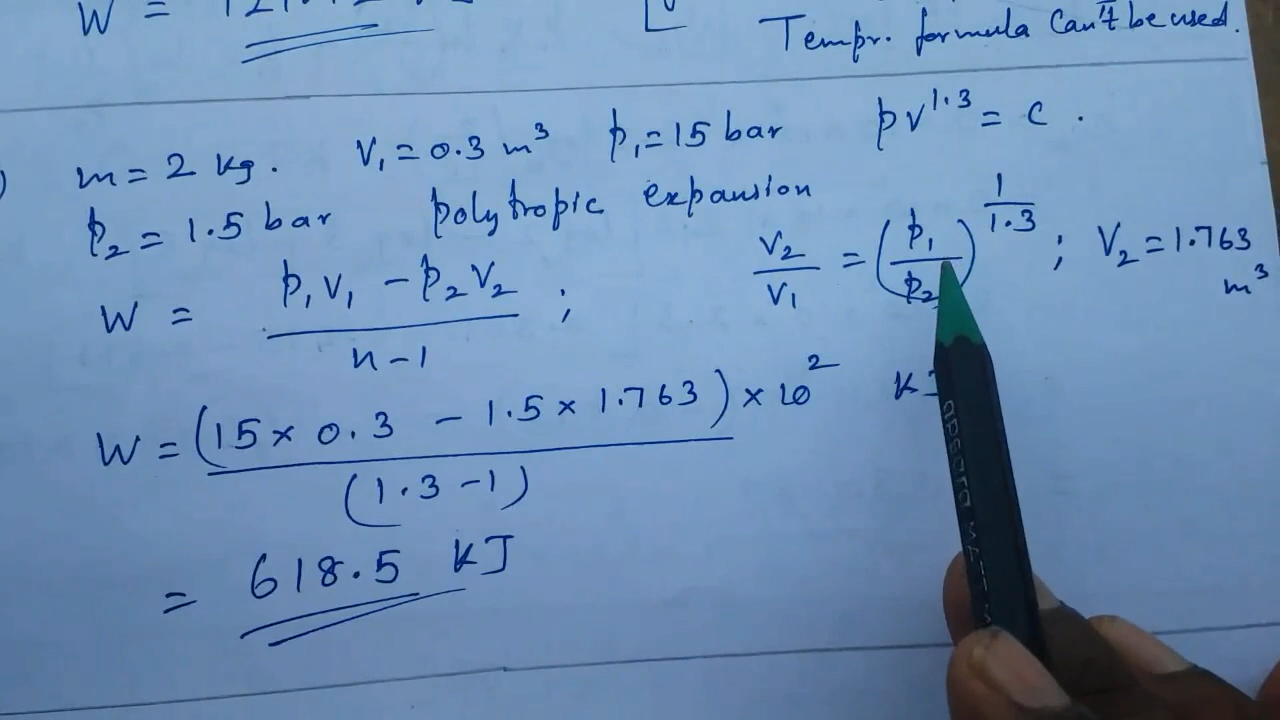 W =
Tempr. formula Can't be used.
m = 2 kg. V₁ = 0.3 m³ p₁ = 15 bar pv^1.3 = C.
p₂ = 1.5 bar polytropic expansion
W = (p₁V₁ - p₂V₂)/(n-1) ; V₂/V₁ = (p₁/p₂)^(1/1.3) ; V₂ = 1.763 m³
W = (15 × 0.3 - 1.5 × 1.763)/(1.3-1) × 10² KJ
= 618.5 KJ
apsara